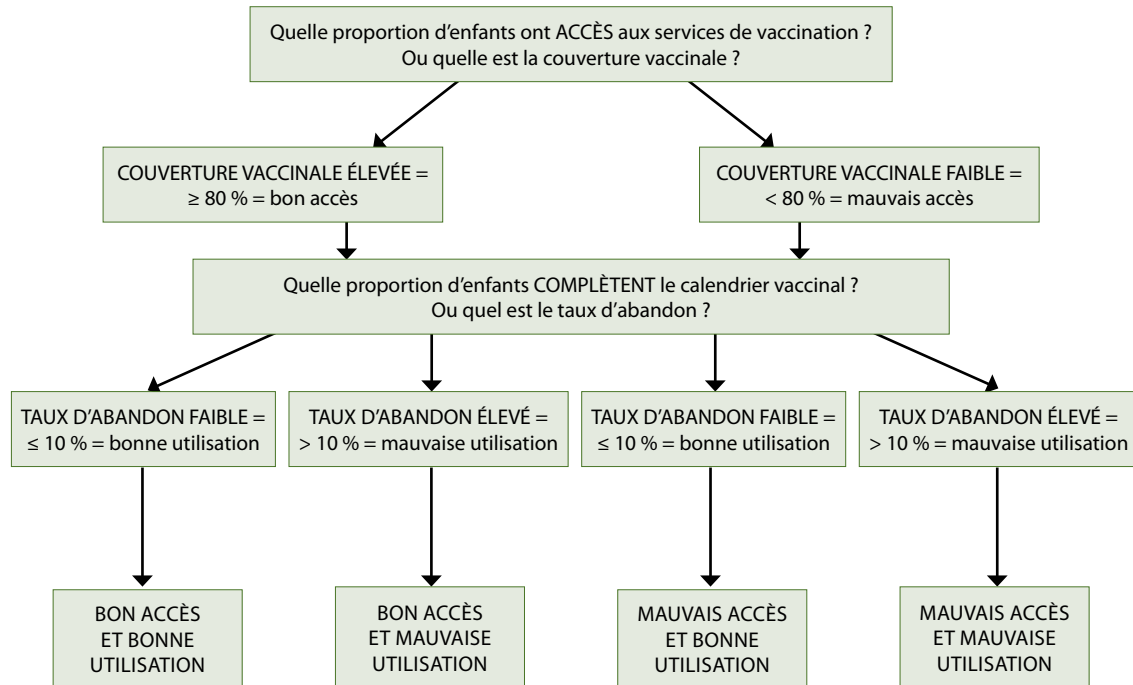 Quelle proportion d’enfants ont ACCÈS aux services de vaccination ?
Ou quelle est la couverture vaccinale ?
COUVERTURE VACCINALE ÉLEVÉE =
≥ 80 % = bon accès
COUVERTURE VACCINALE FAIBLE =
< 80 % = mauvais accès
Quelle proportion d’enfants COMPLÈTENT le calendrier vaccinal ?
Ou quel est le taux d’abandon ?
TAUX D’ABANDON FAIBLE =
≤ 10 % = bonne utilisation
TAUX D’ABANDON ÉLEVÉ =
> 10 % = mauvaise utilisation
TAUX D’ABANDON FAIBLE =
≤ 10 % = bonne utilisation
TAUX D’ABANDON ÉLEVÉ =
> 10 % = mauvaise utilisation
BON ACCÈS
ET BONNE
UTILISATION
BON ACCÈS
ET MAUVAISE
UTILISATION
MAUVAIS ACCÈS
ET BONNE
UTILISATION
MAUVAIS ACCÈS
ET MAUVAISE
UTILISATION